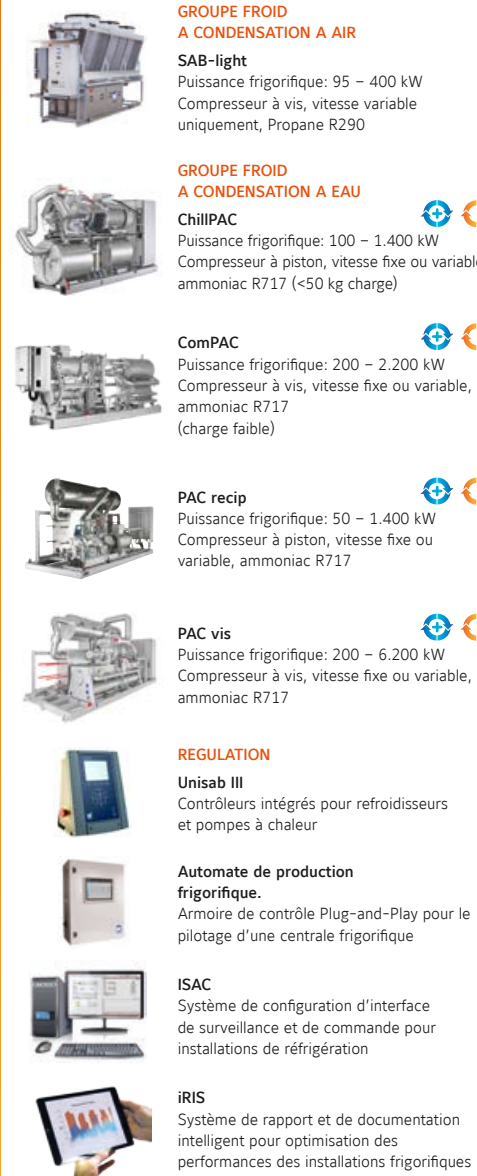 GROUPE FROID
A CONDENSATION A AIR
SAB-light
Puissance frigorifique: 95 – 400 kW
Compresseur à vis, vitesse variable
uniquement, Propane R290
GROUPE FROID
A CONDENSATION A EAU
ChillPAC
Puissance frigorifique: 100 – 1.400 kW
Compresseur à piston, vitesse fixe ou variable
ammoniac R717 (<50 kg charge)
ComPAC
Puissance frigorifique: 200 – 2.200 kW
Compresseur à vis, vitesse fixe ou variable,
ammoniac R717
(charge faible)
PAC recip
Puissance frigorifique: 50 – 1.400 kW
Compresseur à piston, vitesse fixe ou
variable, ammoniac R717
PAC vis
Puissance frigorifique: 200 – 6.200 kW
Compresseur à vis, vitesse fixe ou variable,
ammoniac R717
REGULATION
Unisab III
Contrôleurs intégrés pour refroidisseurs
et pompes à chaleur
Automate de production
frigorifique.
Armoire de contrôle Plug-and-Play pour le
pilotage d'une centrale frigorifique
ISAC
Système de configuration d'interface
de surveillance et de commande pour
installations de réfrigération
iRIS
Système de rapport et de documentation
intelligent pour optimisation des
performances des installations frigorifiques